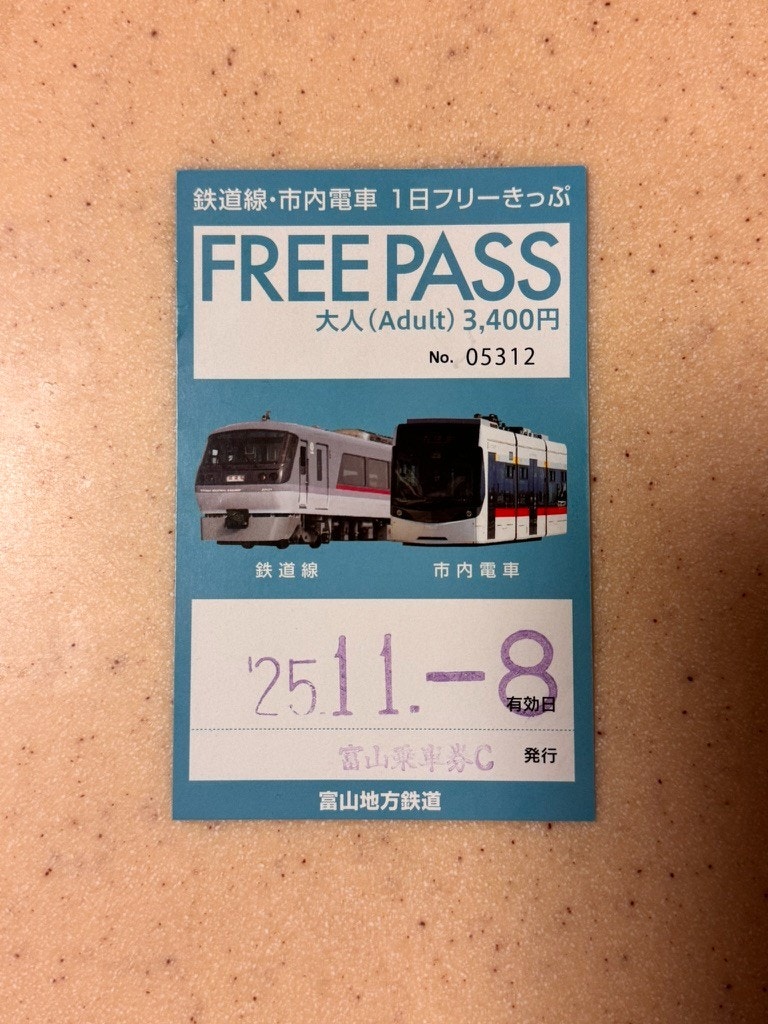 鉄道線・市内電車 1日フリーきっぷ
FREE PASS
大人(Adult) 3,400円
No. 05312
鉄道線
市内電車
'25.11.-8
有効日
富山乗車券C 発行
富山地方鉄道